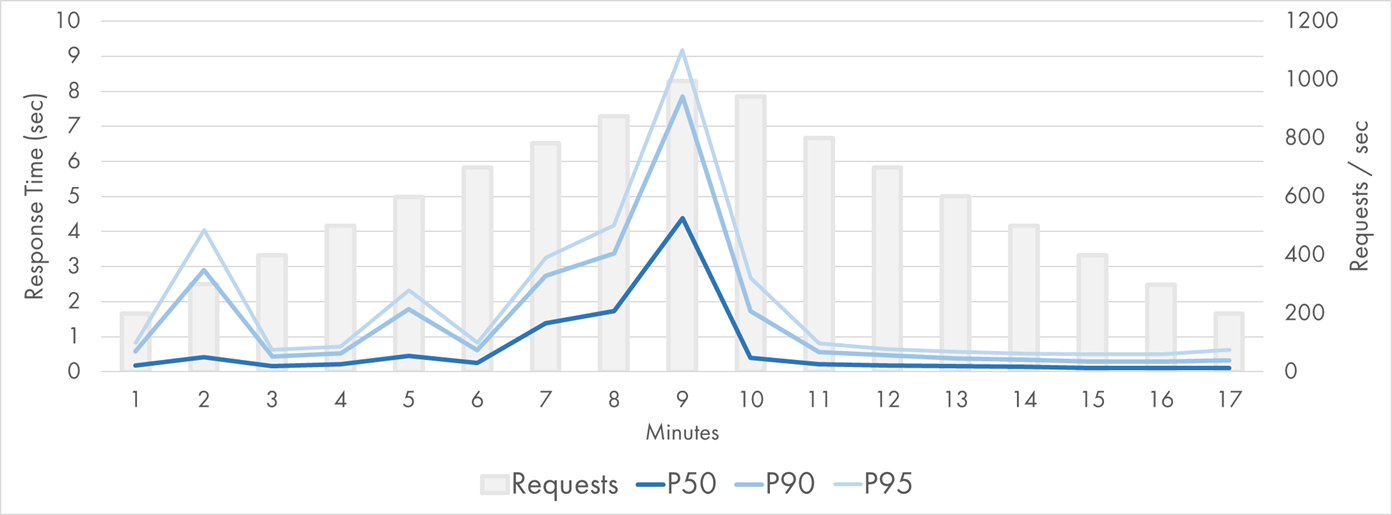 10 1200
9
8 1000
7
6 800
5 600
4
3 400
2 200
1
0 0
Response Time (sec)
Requests / sec
1 2 3 4 5 6 7 8 9 10 11 12 13 14 15 16 17
Minutes
Requests P50 P90 P95